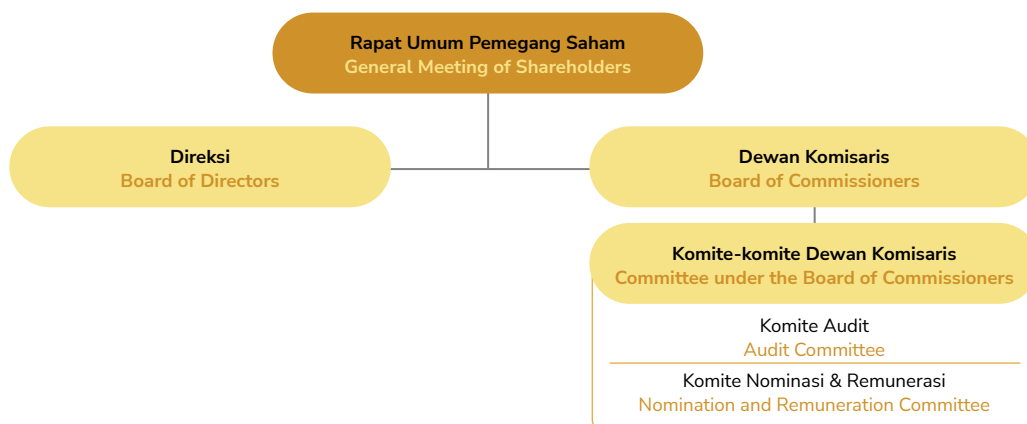 Rapat Umum Pemegang Saham
General Meeting of Shareholders
Direksi
Board of Directors
Dewan Komisaris
Board of Commissioners
Komite-komite Dewan Komisaris
Committee under the Board of Commissioners
Komite Audit
Audit Committee
Komite Nominasi & Remunerasi
Nomination and Remuneration Committee